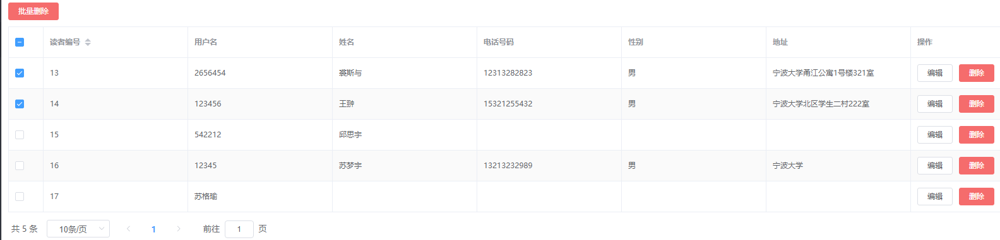 批量删除
读者编号 用户名 姓名 电话号码 性别 地址 操作
13 2656454 裘斯与 12313282823 男 宁波大学甬江公寓1号楼321室 编辑 删除
14 123456 王翀 15321255432 男 宁波大学北区学生二村222室 编辑 删除
15 542212 邱思宇 编辑 删除
16 12345 苏梦宇 13213232989 男 宁波大学 编辑 删除
17 苏格瑜 编辑 删除
共 5 条 10条/页 1 前往 1 页